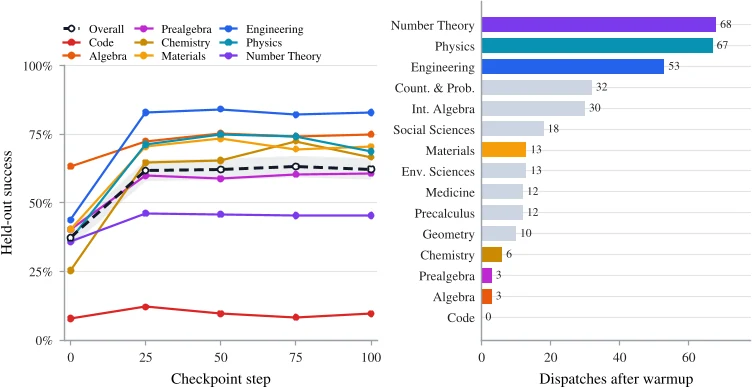 Overall Prealgebra Engineering
Code Chemistry Physics
Algebra Materials Number Theory
100%
75%
50%
25%
0%
Held-out success
0 25 50 75 100
Checkpoint step
Number Theory 68
Physics 67
Engineering 53
Count. & Prob. 32
Int. Algebra 30
Social Sciences 18
Materials 13
Env. Sciences 13
Medicine 12
Precalculus 12
Geometry 10
Chemistry 6
Prealgebra 3
Algebra 3
Code 0
0 20 40 60
Dispatches after warmup